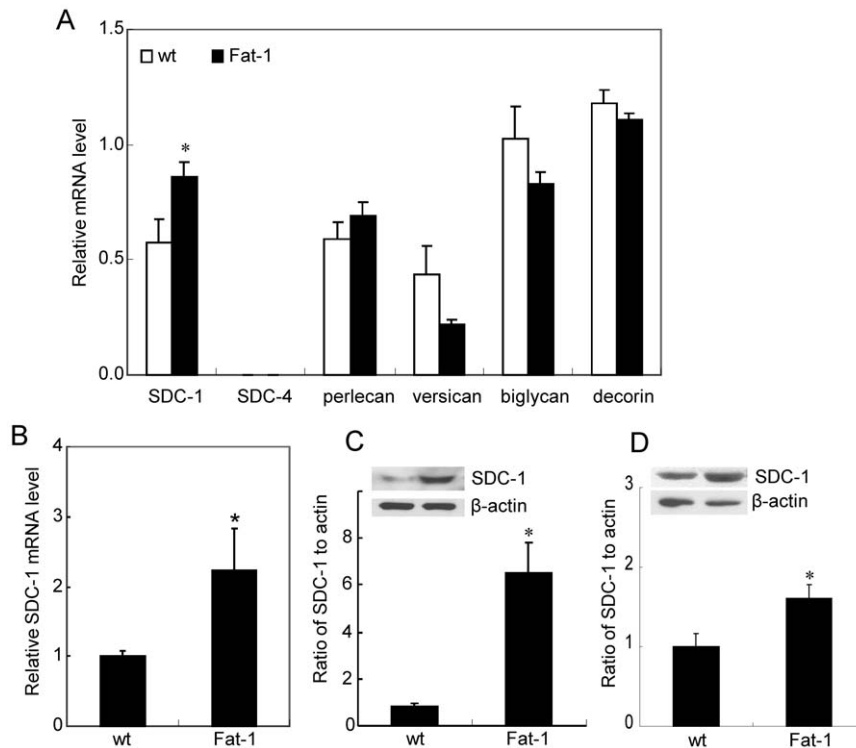 A
1.5
wt Fat-1
*
1.0
0.5
0.0
Relative mRNA level
SDC-1 SDC-4 perlecan versican biglycan decorin
B
4
3
2
1
0
Relative SDC-1 mRNA level
*
wt Fat-1
C
SDC-1
β-actin
10
8
6
4
2
0
Ratio of SDC-1 to actin
*
wt Fat-1
D
SDC-1
β-actin
3
2
1
0
Ratio of SDC-1 to actin
*
wt Fat-1